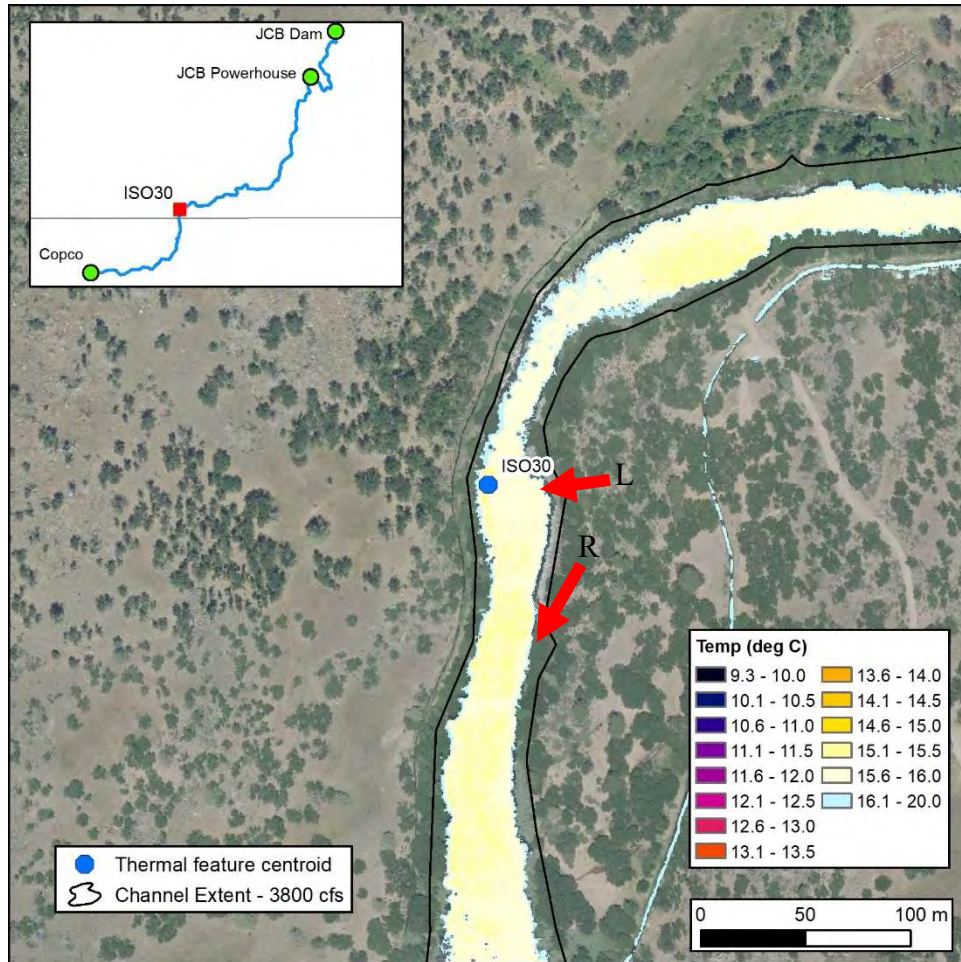 JCB Dam
JCB Powerhouse
ISO30
Copco
ISO30
L
R
Temp (deg C)
9.3 - 10.0
10.1 - 10.5
10.6 - 11.0
11.1 - 11.5
11.6 - 12.0
12.1 - 12.5
12.6 - 13.0
13.1 - 13.5
13.6 - 14.0
14.1 - 14.5
14.6 - 15.0
15.1 - 15.5
15.6 - 16.0
16.1 - 20.0
Thermal feature centroid
Channel Extent - 3800 cfs
0 50 100 m